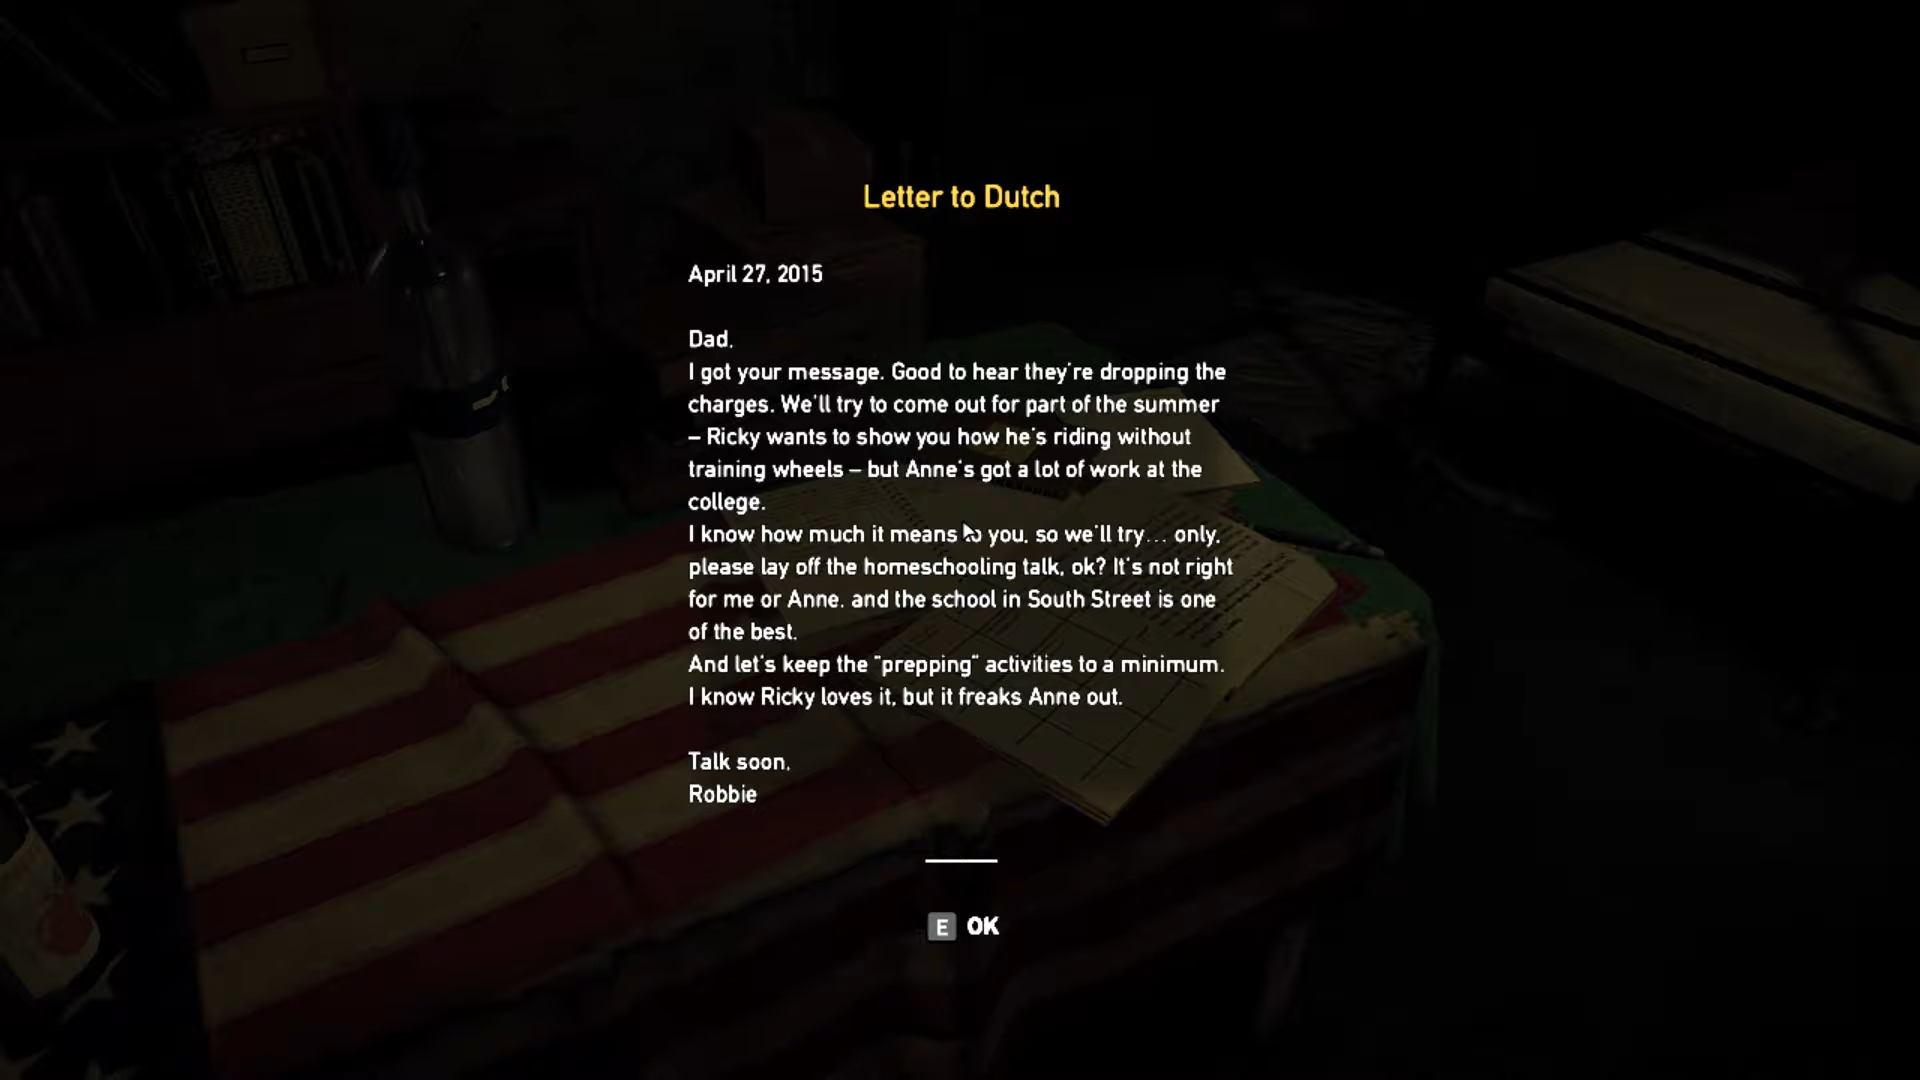 Letter to Dutch
April 27, 2015
Dad,
I got your message. Good to hear they're dropping the
charges. We'll try to come out for part of the summer
– Ricky wants to show you how he's riding without
training wheels – but Anne's got a lot of work at the
college.
I know how much it means to you, so we'll try... only,
please lay off the homeschooling talk, ok? It's not right
for me or Anne, and the school in South Street is one
of the best.
And let's keep the "prepping" activities to a minimum.
I know Ricky loves it, but it freaks Anne out.
Talk soon,
Robbie
E OK